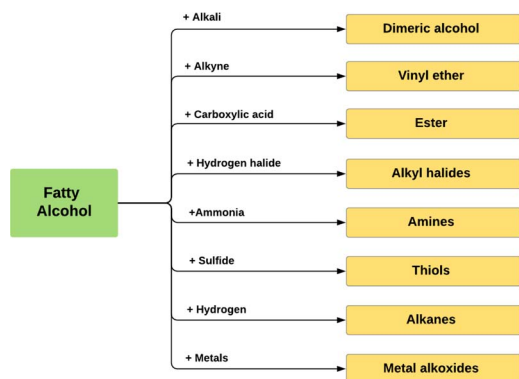 + Alkali
Dimeric alcohol
+ Alkyne
Vinyl ether
+ Carboxylic acid
Ester
+ Hydrogen halide
Alkyl halides
Fatty
Alcohol
+Ammonia
Amines
+ Sulfide
Thiols
+ Hydrogen
Alkanes
+ Metals
Metal alkoxides